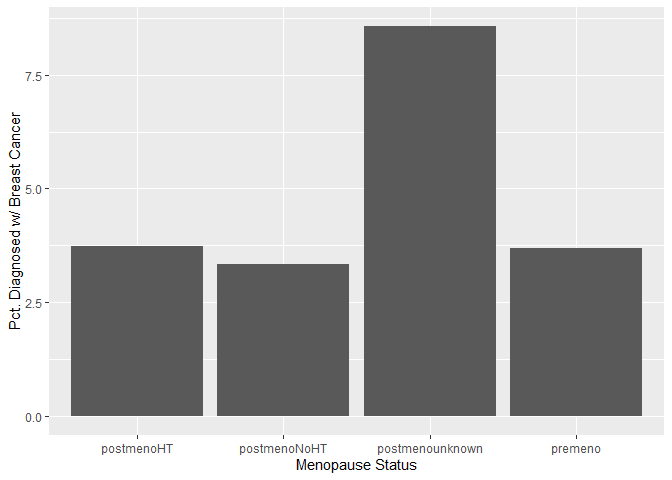 Pct. Diagnosed w/ Breast Cancer
7.5
5.0
2.5
0.0
postmenoHT postmenoNoHT postmenounknown premeno
Menopause Status